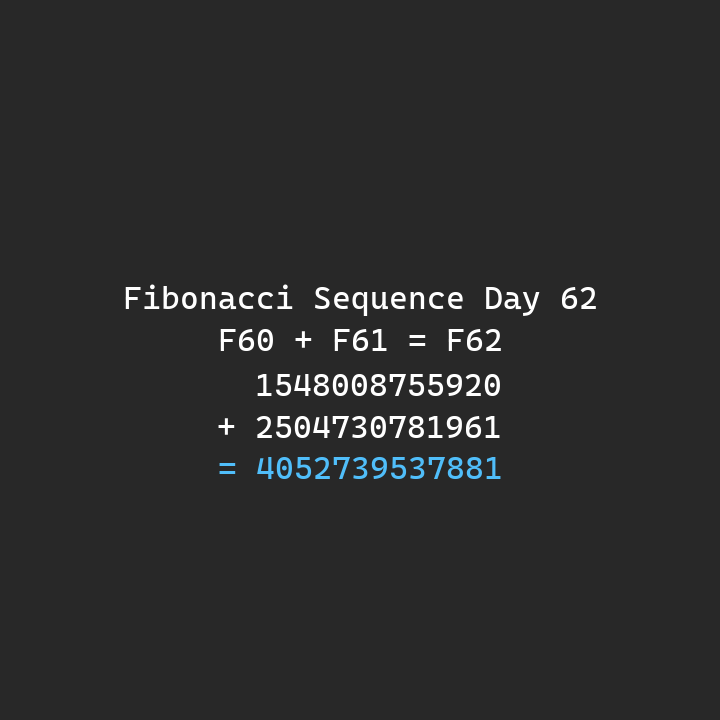 Fibonacci Sequence Day 62
F60 + F61 = F62
1548008755920
+ 2504730781961
= 4052739537881